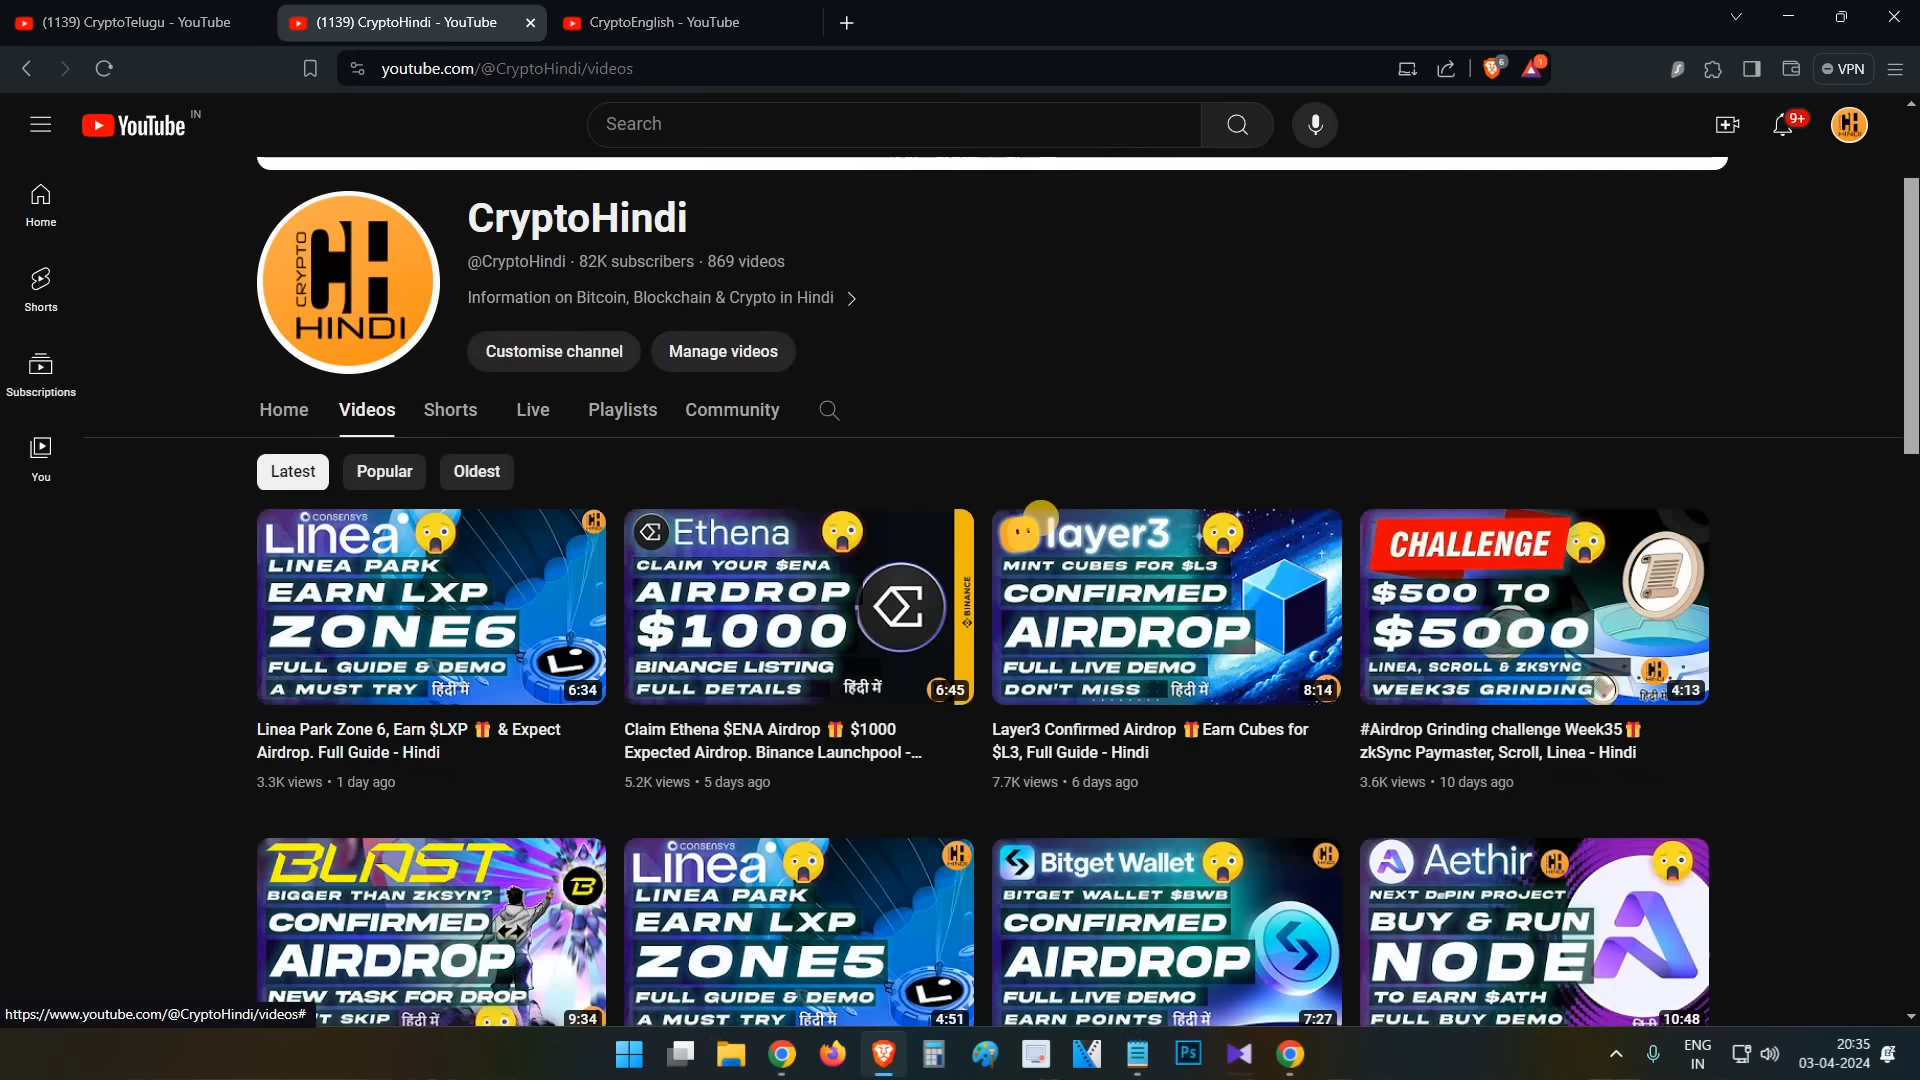 (1139) CryptoTelugu - YouTube
(1139) CryptoHindi - YouTube
CryptoEnglish - YouTube
youtube.com/@CryptoHindi/videos
6
1
VPN
YouTube IN
Search
9+
Home
Shorts
Subscriptions
You
CRYPTO
CH
HINDI
CryptoHindi
@CryptoHindi · 82K subscribers · 869 videos
Information on Bitcoin, Blockchain & Crypto in Hindi
Customise channel
Manage videos
Home
Videos
Shorts
Live
Playlists
Community
Latest
Popular
Oldest
CONSENSYS
Linea
LINEA PARK
EARN LXP
ZONE6
FULL GUIDE & DEMO
A MUST TRY हिंदी में
6:34
Linea Park Zone 6, Earn $LXP 🎁 & Expect
Airdrop. Full Guide - Hindi
3.3K views • 1 day ago
Ethena
CLAIM YOUR $ENA
AIRDROP
$1000
BINANCE LISTING
FULL DETAILS हिंदी में
BINANCE
6:45
Claim Ethena $ENA Airdrop 🎁 $1000
Expected Airdrop. Binance Launchpool -...
5.2K views • 5 days ago
layer3
MINT CUBES FOR $L3
CONFIRMED
AIRDROP
FULL LIVE DEMO
DON'T MISS हिंदी में
8:14
Layer3 Confirmed Airdrop 🎁Earn Cubes for
$L3, Full Guide - Hindi
7.7K views • 6 days ago
CHALLENGE
$500 TO
$5000
LINEA, SCROLL & ZKSYNC
WEEK35 GRINDING
4:13
#Airdrop Grinding challenge Week35🎁
zkSync Paymaster, Scroll, Linea - Hindi
3.6K views • 10 days ago
BLAST
BIGGER THAN ZKSYN?
CONFIRMED
AIRDROP
NEW TASK FOR DROP
'T SKIP हिंदी में
9:34
CONSENSYS
Linea
LINEA PARK
EARN LXP
ZONE5
FULL GUIDE & DEMO
A MUST TRY हिंदी में
4:51
Bitget Wallet
BITGET WALLET $BWB
CONFIRMED
AIRDROP
FULL LIVE DEMO
EARN POINTS हिंदी में
7:27
Aethir
NEXT DePIN PROJECT
BUY & RUN
NODE
TO EARN $ATH
FULL BUY DEMO
10:48
https://www.youtube.com/@CryptoHindi/videos#
Ps
ENG
IN
20:35
03-04-2024